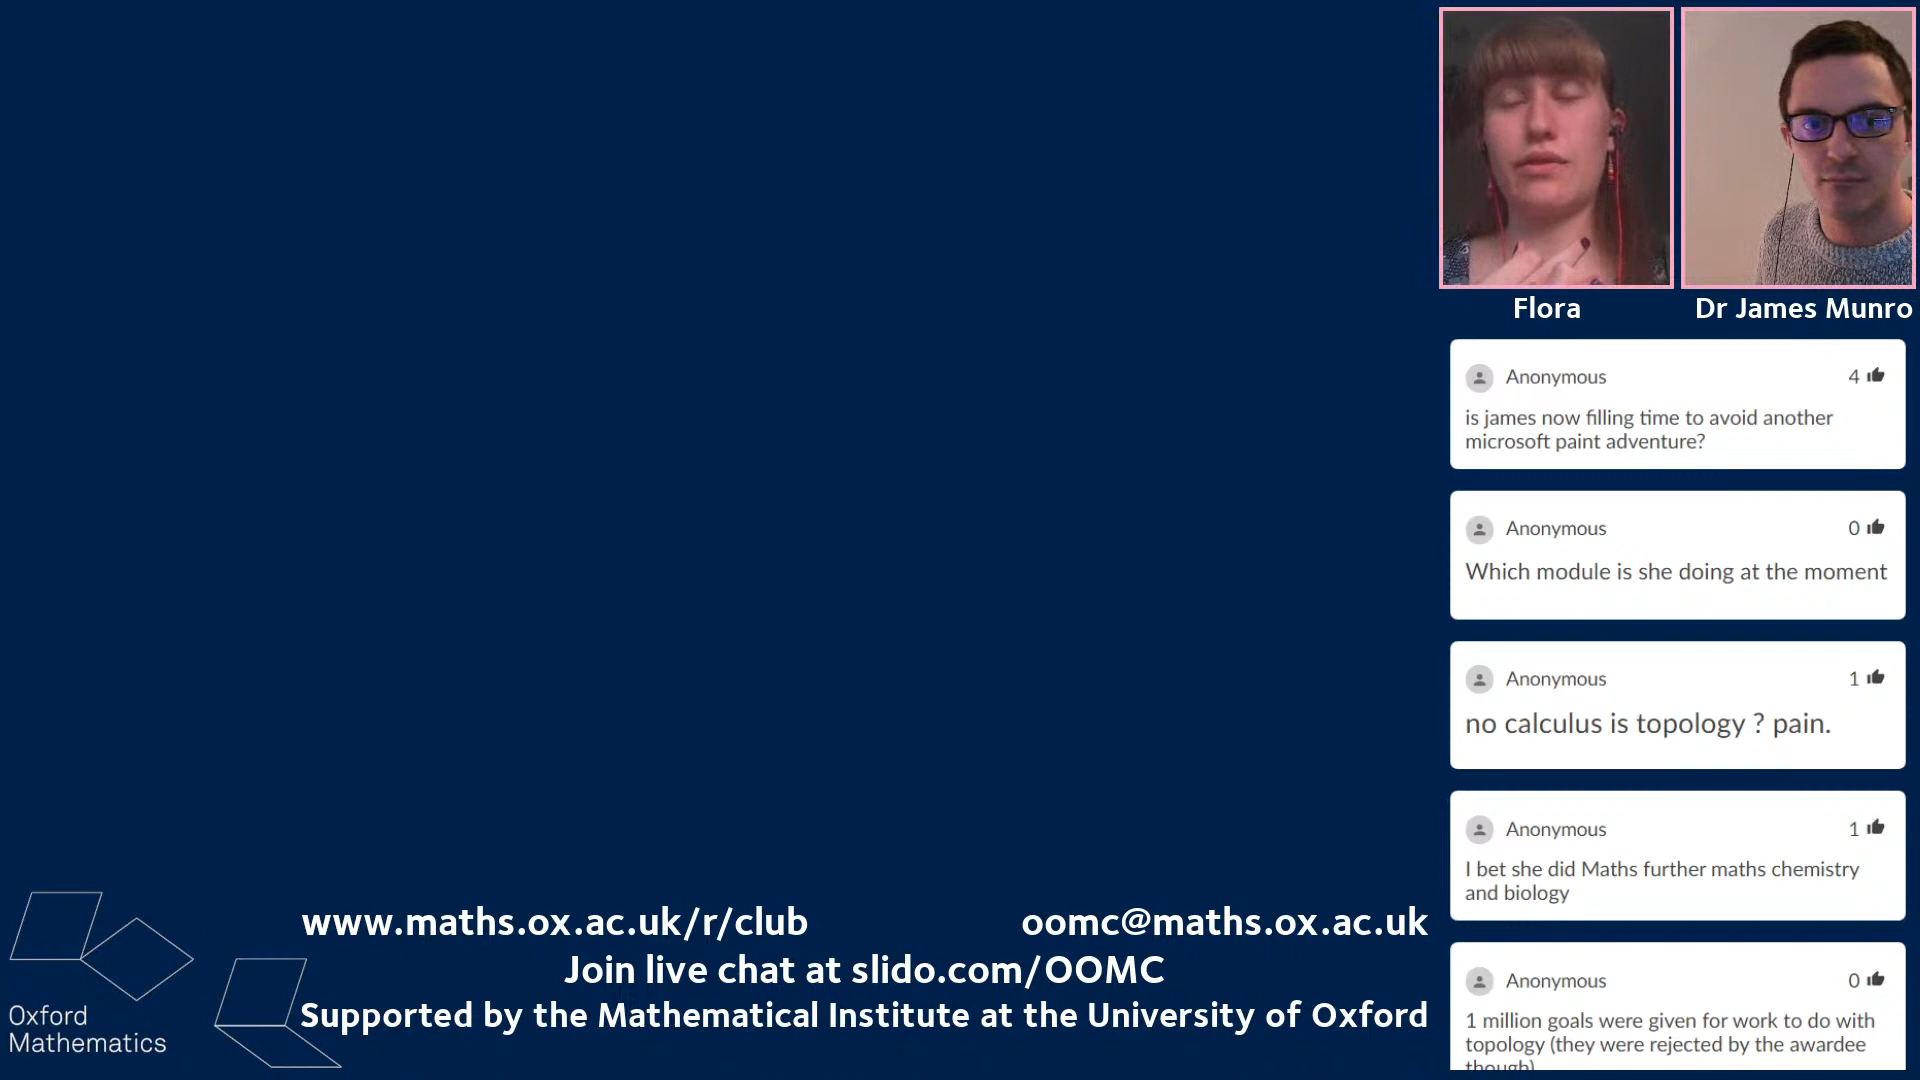 Flora
Dr James Munro
Anonymous
4
is james now filling time to avoid another
microsoft paint adventure?
Anonymous
0
Which module is she doing at the moment
Anonymous
1
no calculus is topology ? pain.
Anonymous
1
I bet she did Maths further maths chemistry
and biology
Anonymous
0
1 million goals were given for work to do with
topology (they were rejected by the awardee
though)
www.maths.ox.ac.uk/r/club
oomc@maths.ox.ac.uk
Join live chat at slido.com/OOMC
Supported by the Mathematical Institute at the University of Oxford
Oxford
Mathematics